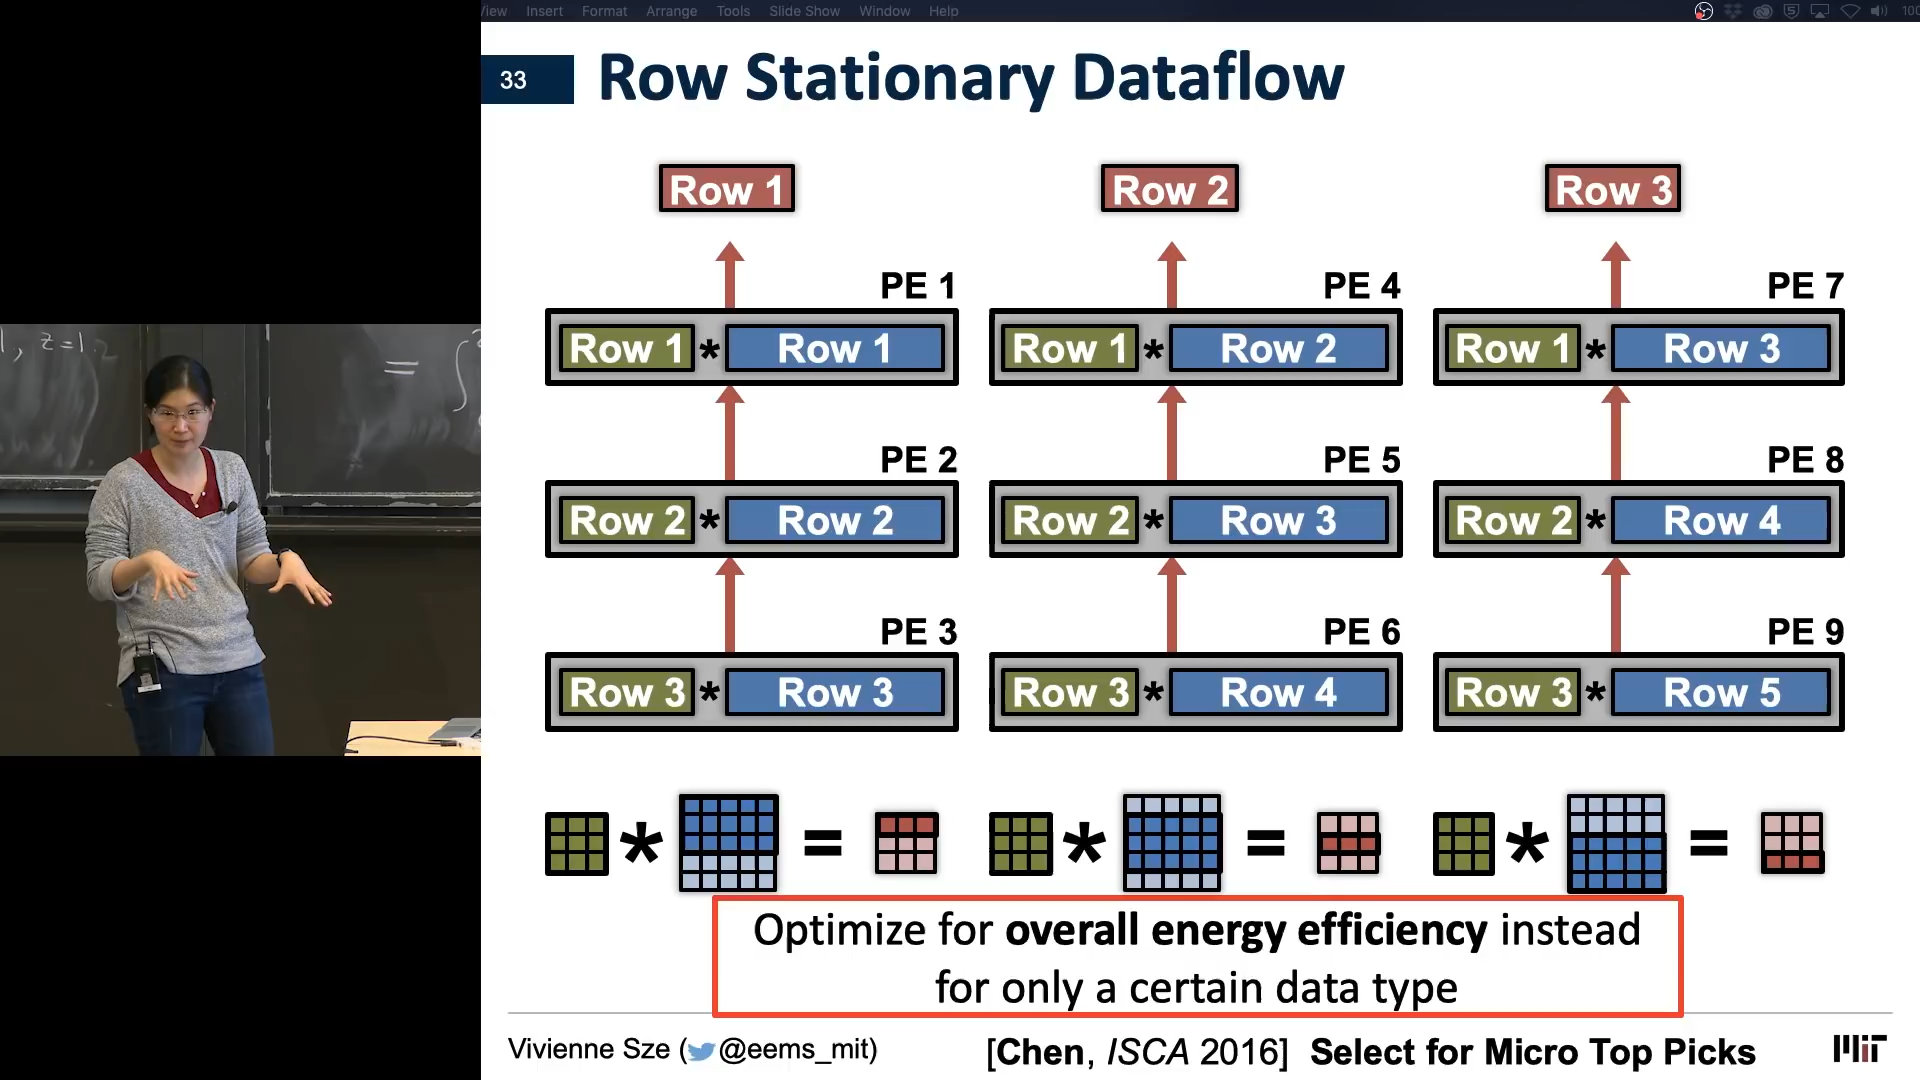 View Insert Format Arrange Tools Slide Show Window Help
33 Row Stationary Dataflow
Row 1 Row 2 Row 3
PE 1 PE 4 PE 7
Row 1 * Row 1 Row 1 * Row 2 Row 1 * Row 3
PE 2 PE 5 PE 8
Row 2 * Row 2 Row 2 * Row 3 Row 2 * Row 4
PE 3 PE 6 PE 9
Row 3 * Row 3 Row 3 * Row 4 Row 3 * Row 5
* = * = * =
Optimize for overall energy efficiency instead
for only a certain data type
Vivienne Sze (@eems_mit) [Chen, ISCA 2016] Select for Micro Top Picks MIT
, z=1
= ∫